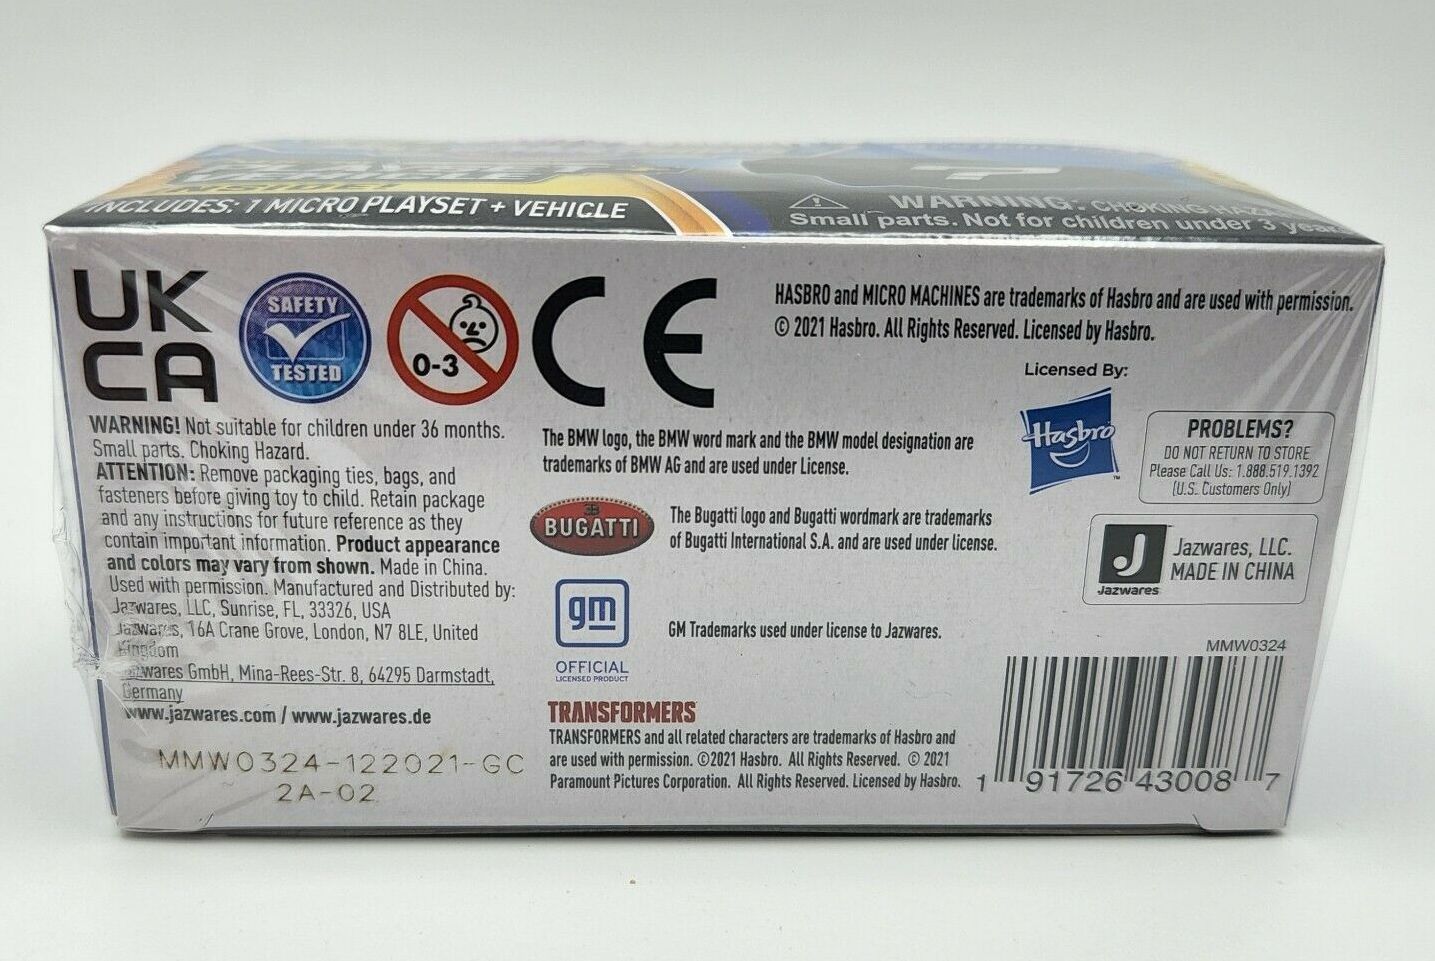 INSIDE!
INCLUDES: 1 MICRO PLAYSET + VEHICLE
WARNING: CHOKING HAZARD
Small parts. Not for children under 3 years
UK
CA
SAFETY
TESTED
0-3
CE
HASBRO and MICRO MACHINES are trademarks of Hasbro and are used with permission.
© 2021 Hasbro. All Rights Reserved. Licensed by Hasbro.
WARNING! Not suitable for children under 36 months.
Small parts. Choking Hazard.
ATTENTION: Remove packaging ties, bags, and
fasteners before giving toy to child. Retain package
and any instructions for future reference as they
contain important information. Product appearance
and colors may vary from shown. Made in China.
Used with permission. Manufactured and Distributed by:
Jazwares, LLC, Sunrise, FL, 33326, USA
Jazwares, 16A Crane Grove, London, N7 8LE, United
Kingdom
Jazwares GmbH, Mina-Rees-Str. 8, 64295 Darmstadt,
Germany
www.jazwares.com / www.jazwares.de
MMW0324-122021-GC
2A-02
The BMW logo, the BMW word mark and the BMW model designation are
trademarks of BMW AG and are used under License.
EB
BUGATTI
The Bugatti logo and Bugatti wordmark are trademarks
of Bugatti International S.A. and are used under license.
gm
OFFICIAL
LICENSED PRODUCT
GM Trademarks used under license to Jazwares.
TRANSFORMERS
TRANSFORMERS and all related characters are trademarks of Hasbro and
are used with permission. ©2021 Hasbro. All Rights Reserved. © 2021
Paramount Pictures Corporation. All Rights Reserved. Licensed by Hasbro.
Licensed By:
Hasbro
TM
PROBLEMS?
DO NOT RETURN TO STORE
Please Call Us: 1.888.519.1392
(U.S. Customers Only)
J
Jazwares
Jazwares, LLC.
MADE IN CHINA
MMW0324
1 91726 43008 7